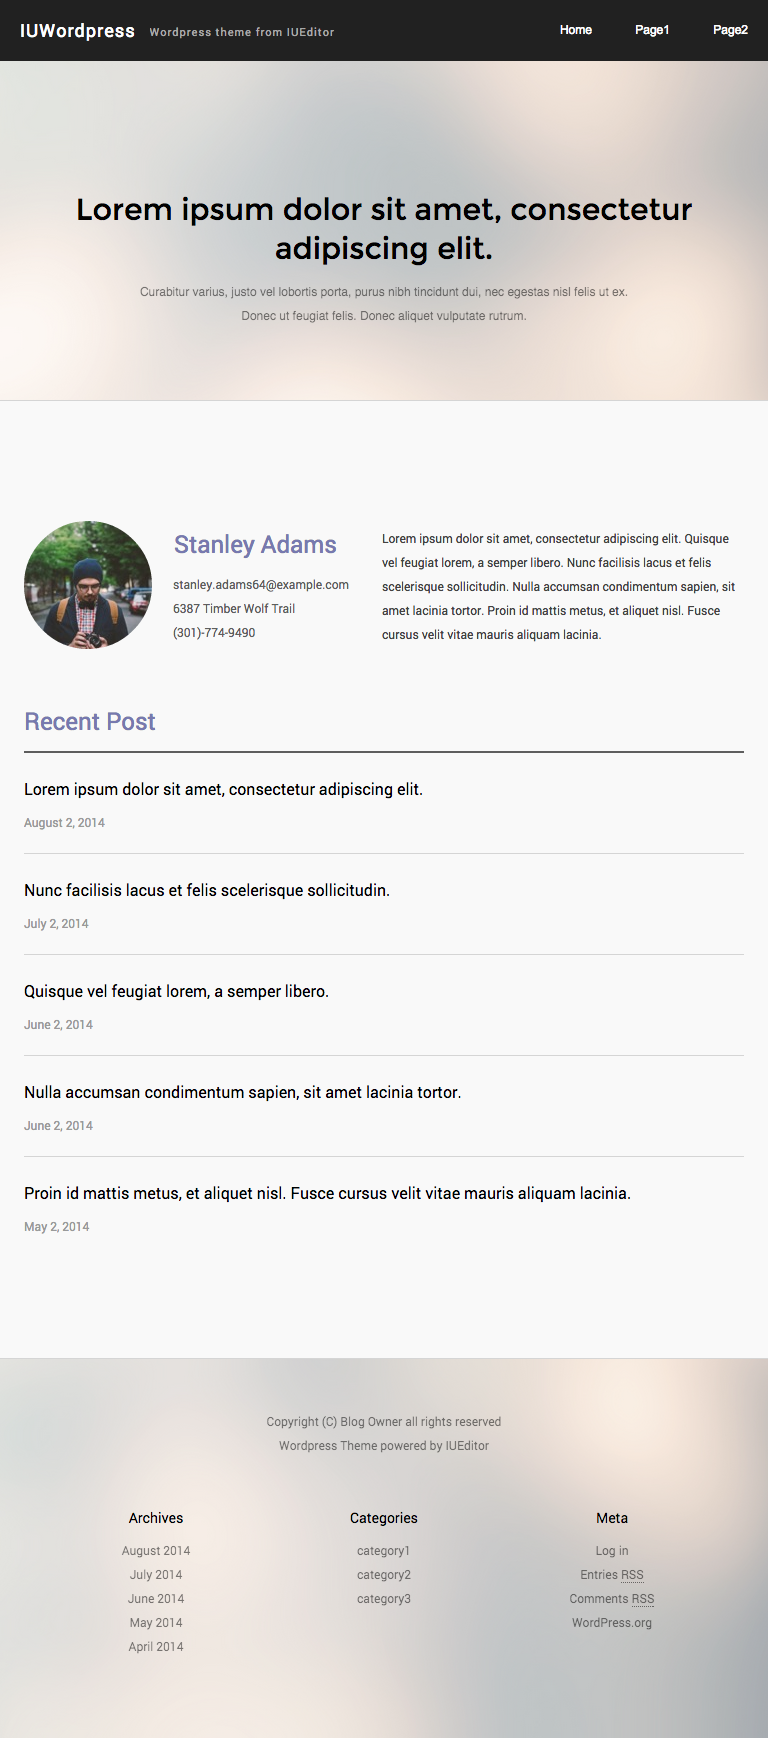 IUWordpress Wordpress theme from IUEditor Home Page1 Page2
Lorem ipsum dolor sit amet, consectetur
adipiscing elit.
Curabitur varius, justo vel lobortis porta, purus nibh tincidunt dui, nec egestas nisl felis ut ex.
Donec ut feugiat felis. Donec aliquet vulputate rutrum.
Stanley Adams
stanley.adams64@example.com
6387 Timber Wolf Trail
(301)-774-9490
Lorem ipsum dolor sit amet, consectetur adipiscing elit. Quisque
vel feugiat lorem, a semper libero. Nunc facilisis lacus et felis
scelerisque sollicitudin. Nulla accumsan condimentum sapien, sit
amet lacinia tortor. Proin id mattis metus, et aliquet nisl. Fusce
cursus velit vitae mauris aliquam lacinia.
Recent Post
Lorem ipsum dolor sit amet, consectetur adipiscing elit.
August 2, 2014
Nunc facilisis lacus et felis scelerisque sollicitudin.
July 2, 2014
Quisque vel feugiat lorem, a semper libero.
June 2, 2014
Nulla accumsan condimentum sapien, sit amet lacinia tortor.
June 2, 2014
Proin id mattis metus, et aliquet nisl. Fusce cursus velit vitae mauris aliquam lacinia.
May 2, 2014
Copyright (C) Blog Owner all rights reserved
Wordpress Theme powered by IUEditor
Archives
August 2014
July 2014
June 2014
May 2014
April 2014
Categories
category1
category2
category3
Meta
Log in
Entries RSS
Comments RSS
WordPress.org